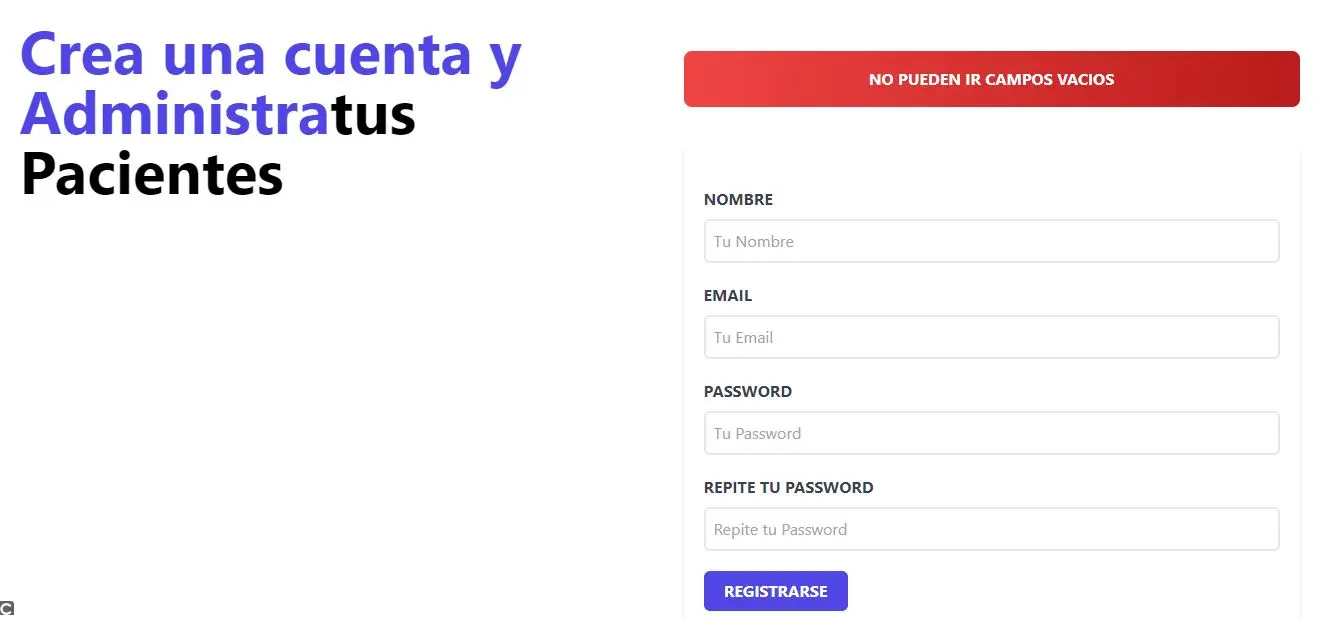 Crea una cuenta y
Administratus
Pacientes
NO PUEDEN IR CAMPOS VACIOS
NOMBRE
Tu Nombre
EMAIL
Tu Email
PASSWORD
Tu Password
REPITE TU PASSWORD
Repite tu Password
REGISTRARSE
C